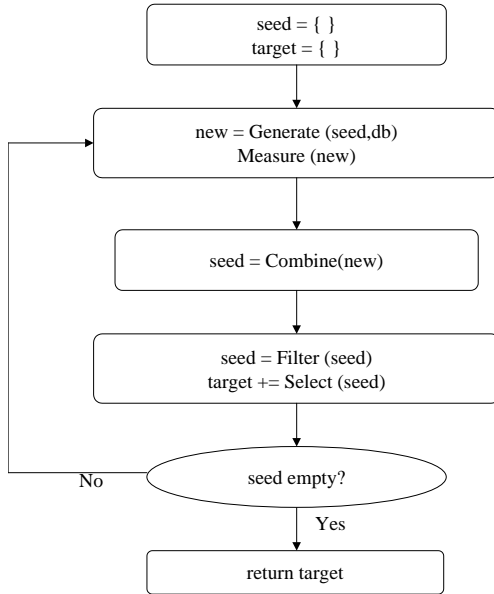 seed = { }
target = { }
new = Generate (seed,db)
Measure (new)
seed = Combine(new)
seed = Filter (seed)
target += Select (seed)
seed empty?
No
Yes
return target